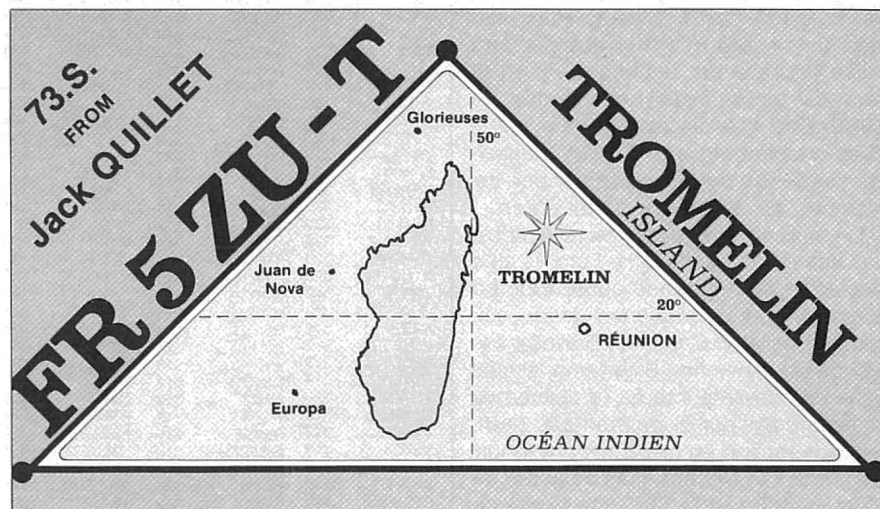 73.S.
FROM
Jack QUILLET
FR 5 ZU - T
TROMELIN
ISLAND
Glorieuses
50°
Juan de
Nova
TROMELIN
20°
RÉUNION
Europa
OCÉAN INDIEN